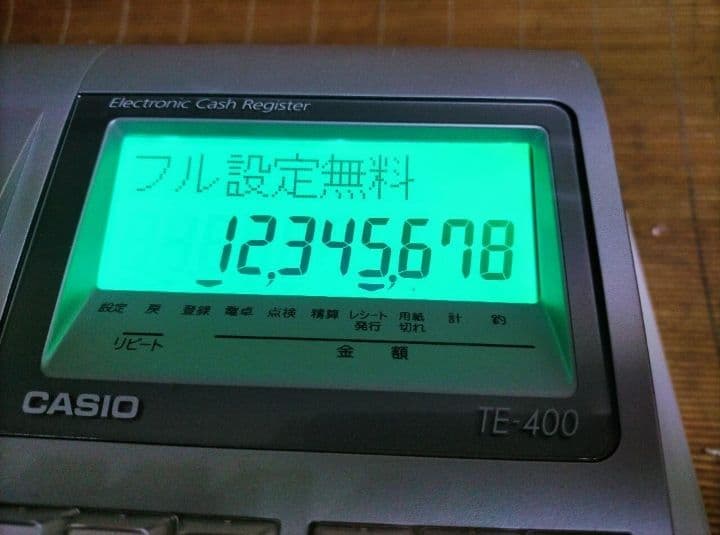 Electronic Cash Register
フル設定無料
12,345,678
設定 戻 登録 電卓 点検 精算 レシート発行 用紙切れ 計 釣
リピート 金額
CASIO
TE-400